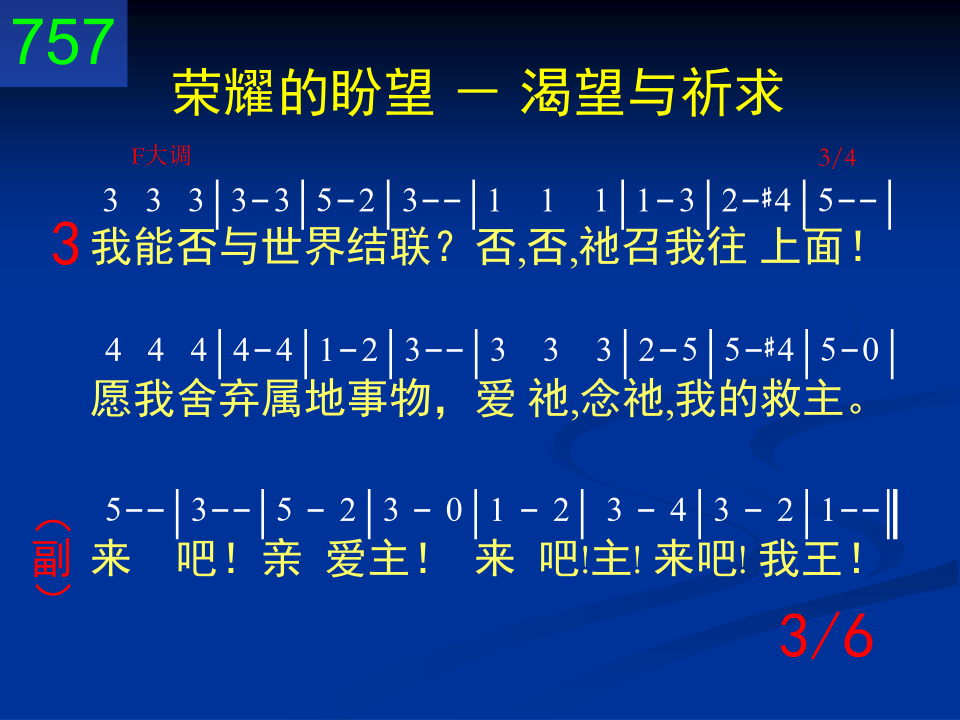 757
荣耀的盼望 － 渴望与祈求
F大调 3/4
3 3 3|3-3|5-2|3--|1 1 1|1-3|2-#4|5--|
3 我能否与世界结联？否,否,祂召我往 上面！
4 4 4|4-4|1-2|3--|3 3 3|2-5|5-#4|5-0|
愿我舍弃属地事物，爱 祂,念祂,我的救主。
5--|3--|5 - 2|3 - 0|1 - 2| 3 - 4|3 - 2|1--‖
（副） 来 吧！亲 爱主！ 来 吧!主! 来吧! 我王！
3/6